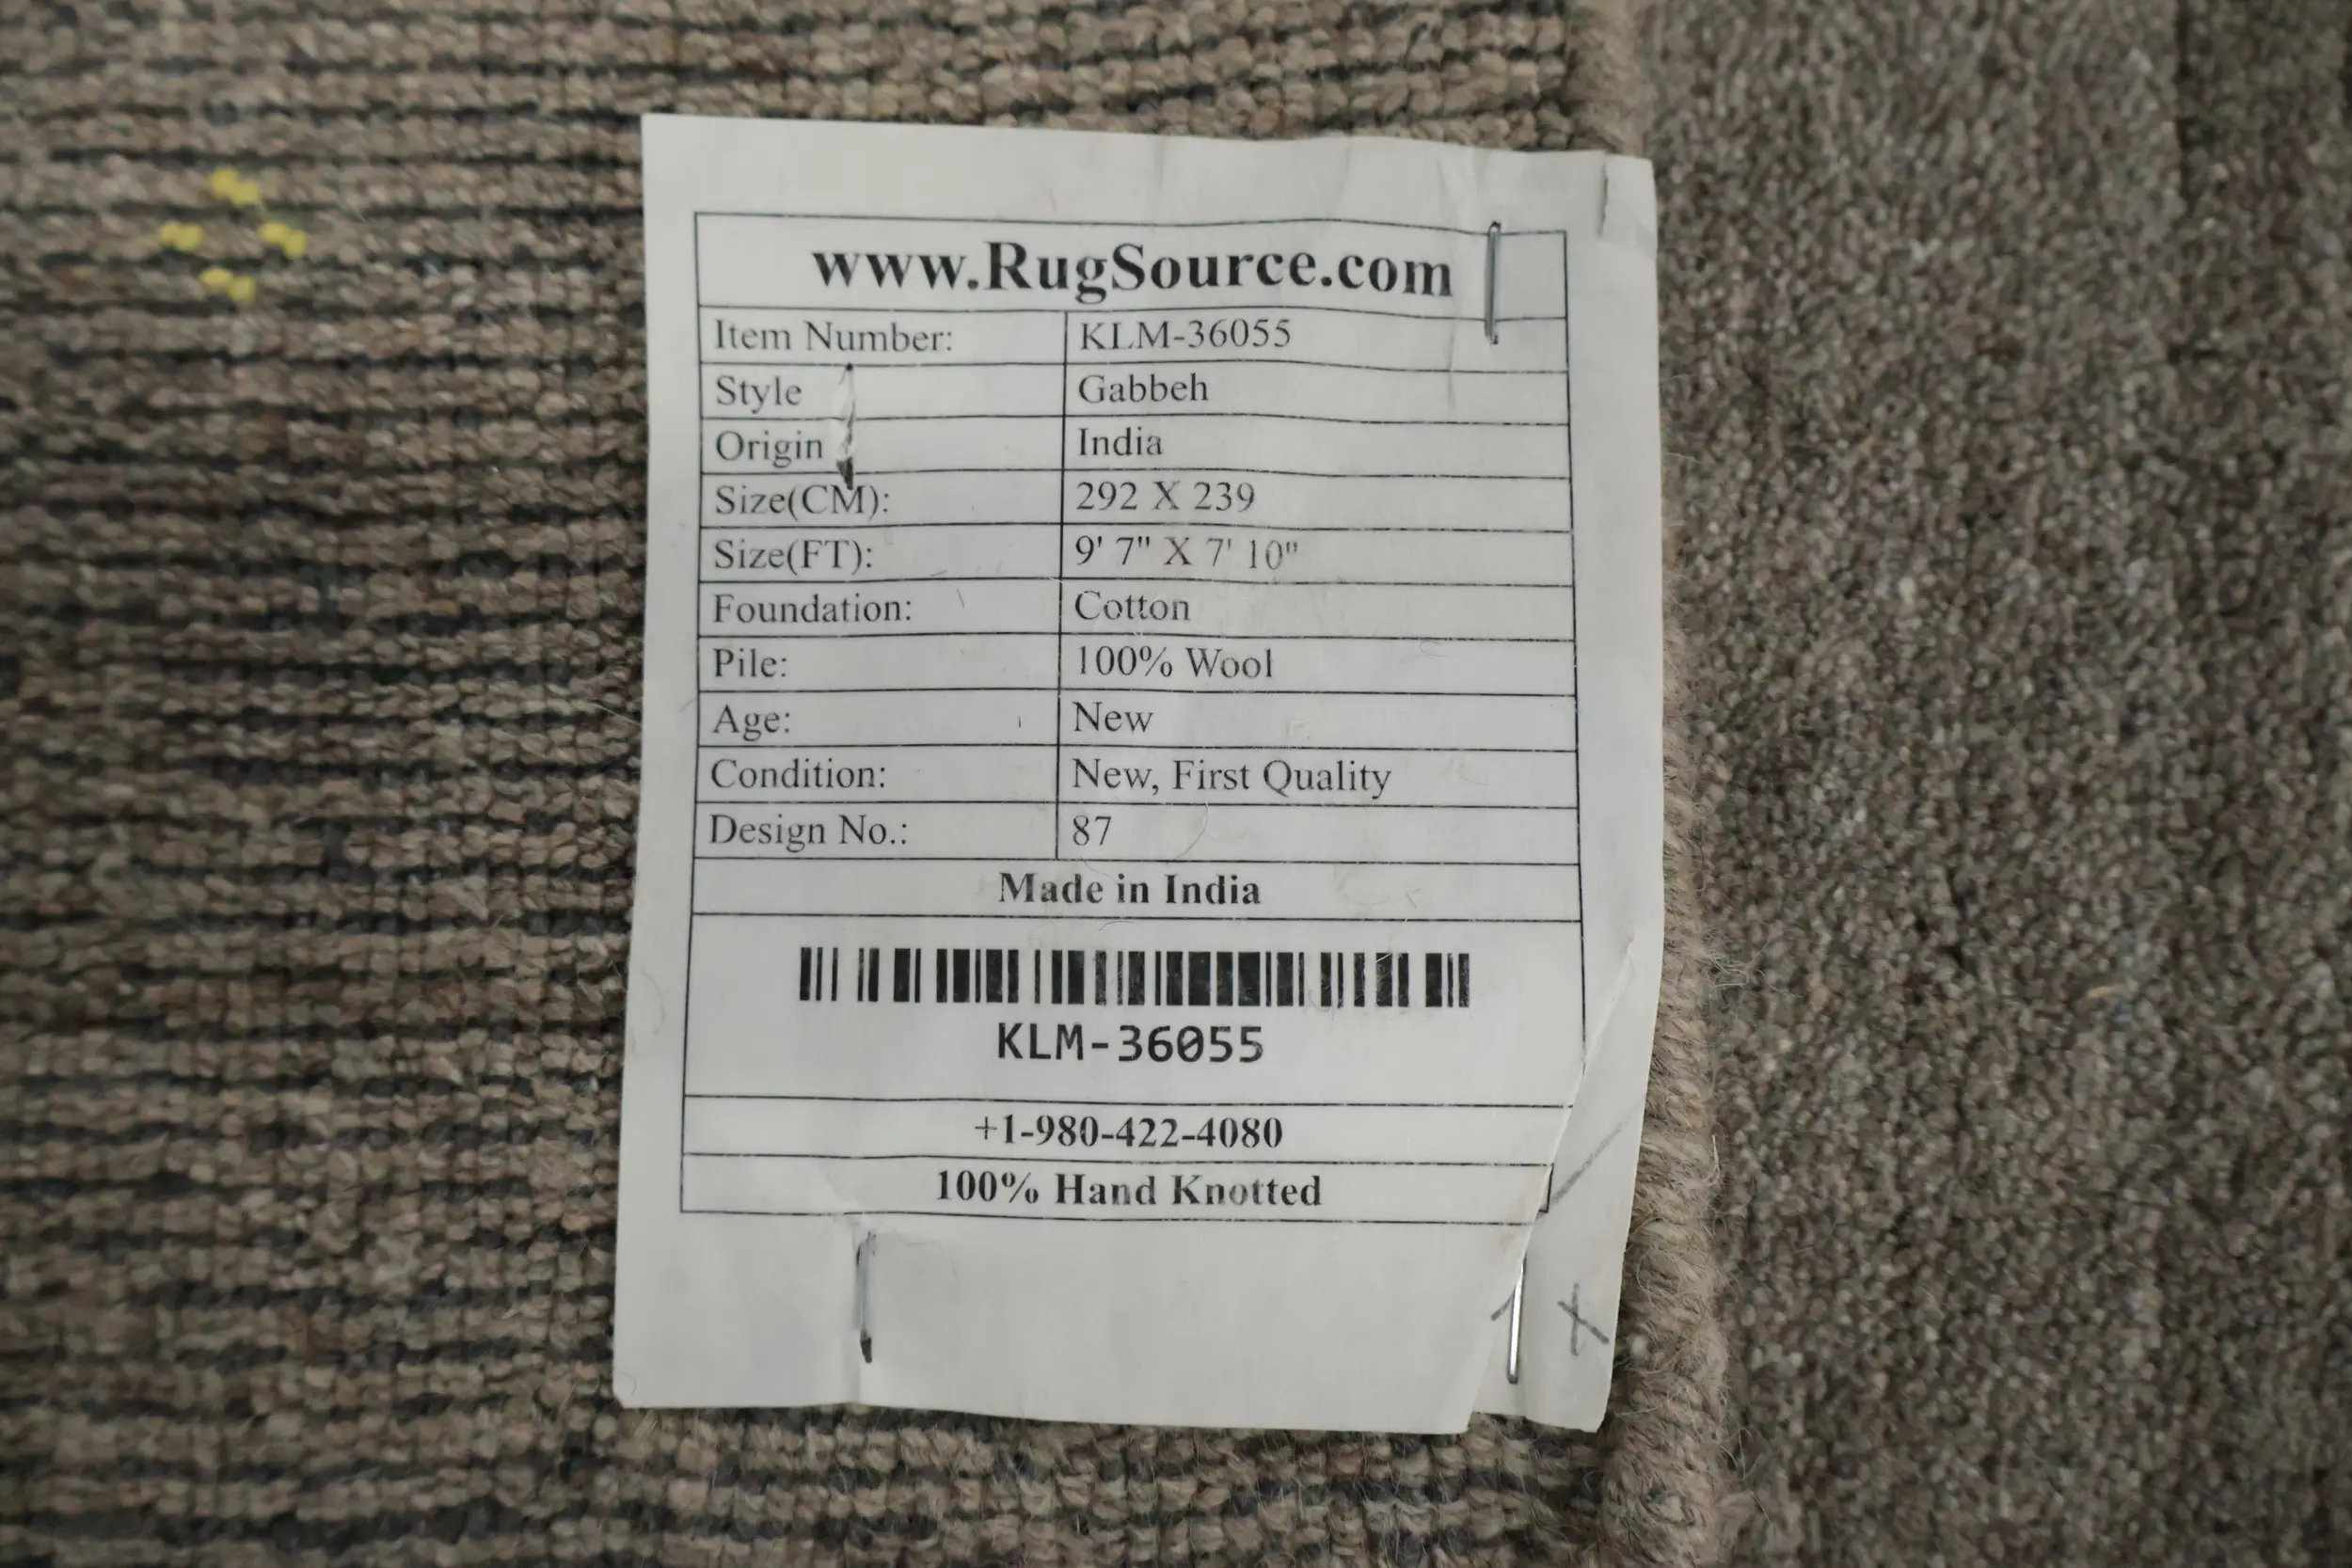 www.RugSource.com
Item Number: KLM-36055
Style Gabbeh
Origin India
Size(CM): 292 X 239
Size(FT): 9' 7" X 7' 10"
Foundation: Cotton
Pile: 100% Wool
Age: New
Condition: New, First Quality
Design No.: 87
Made in India
KLM-36055
+1-980-422-4080
100% Hand Knotted